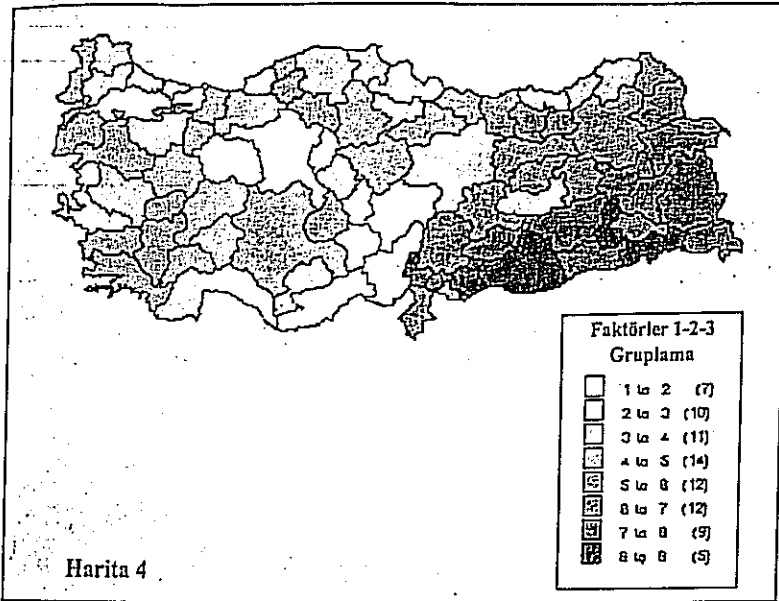 Faktörler 1-2-3
Gruplama
1 to 2 (7)
2 to 3 (10)
3 to 4 (11)
4 to 5 (14)
5 to 6 (12)
6 to 7 (12)
7 to 8 (9)
8 to 8 (5)
Harita 4